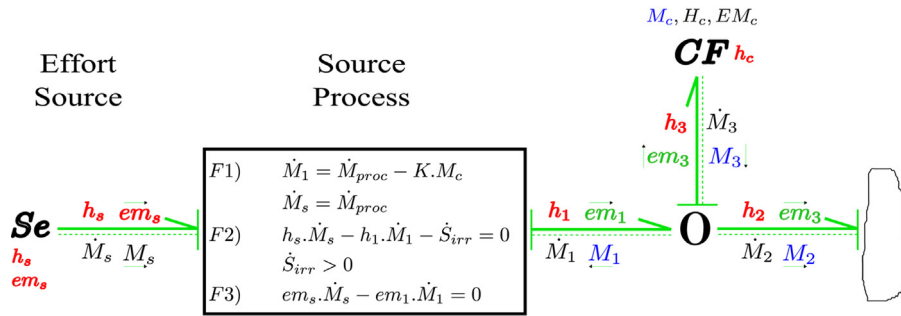 M_c, H_c, EM_c
CF h_c
Effort
Source
Source
Process
h_3 Ṁ_3
em_3 M_3
F1) Ṁ_1 = Ṁ_proc − K.M_c
Ṁ_s = Ṁ_proc
F2) h_s.Ṁ_s − h_1.Ṁ_1 − Ṡ_irr = 0
Ṡ_irr > 0
F3) em_s.Ṁ_s − em_1.Ṁ_1 = 0
Se
h_s
em_s
h_s em_s
Ṁ_s M_s
h_1 em_1
Ṁ_1 M_1
O
h_2 em_3
Ṁ_2 M_2